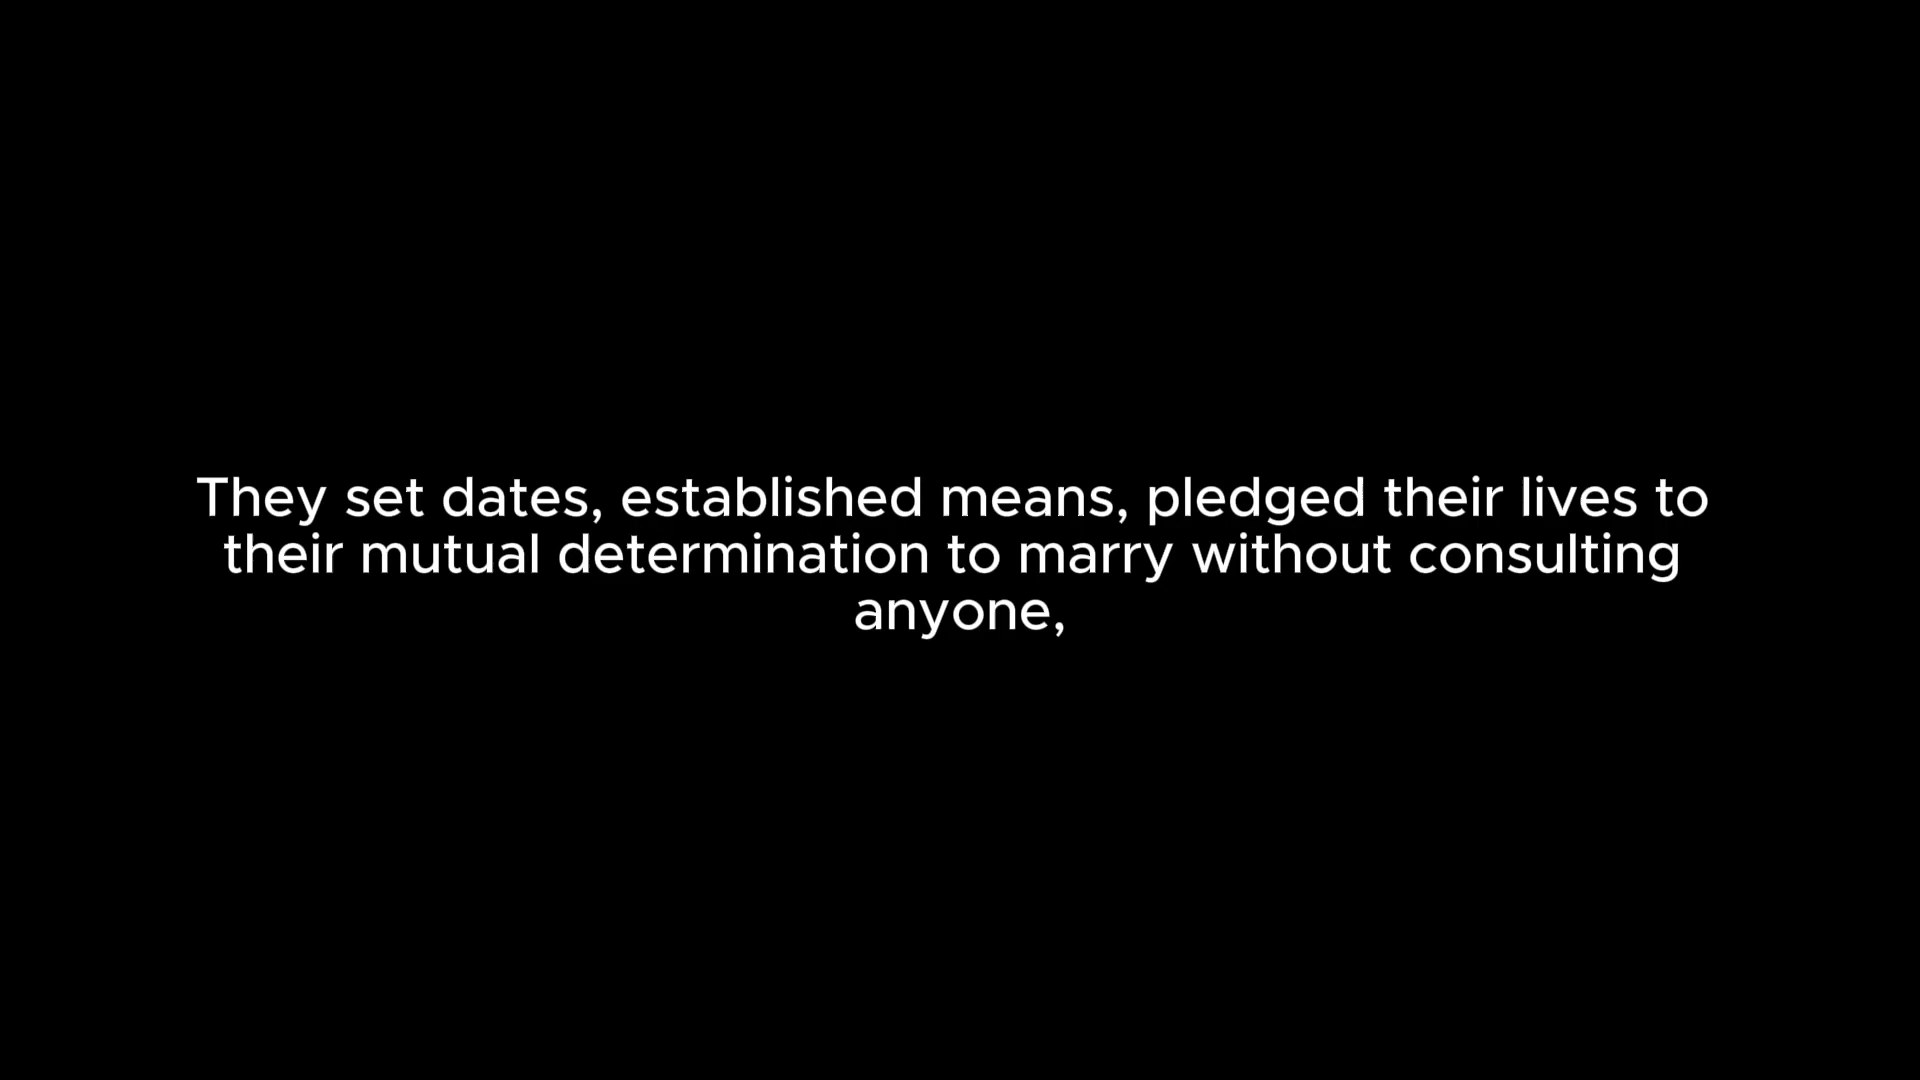 They set dates, established means, pledged their lives to
their mutual determination to marry without consulting
anyone,